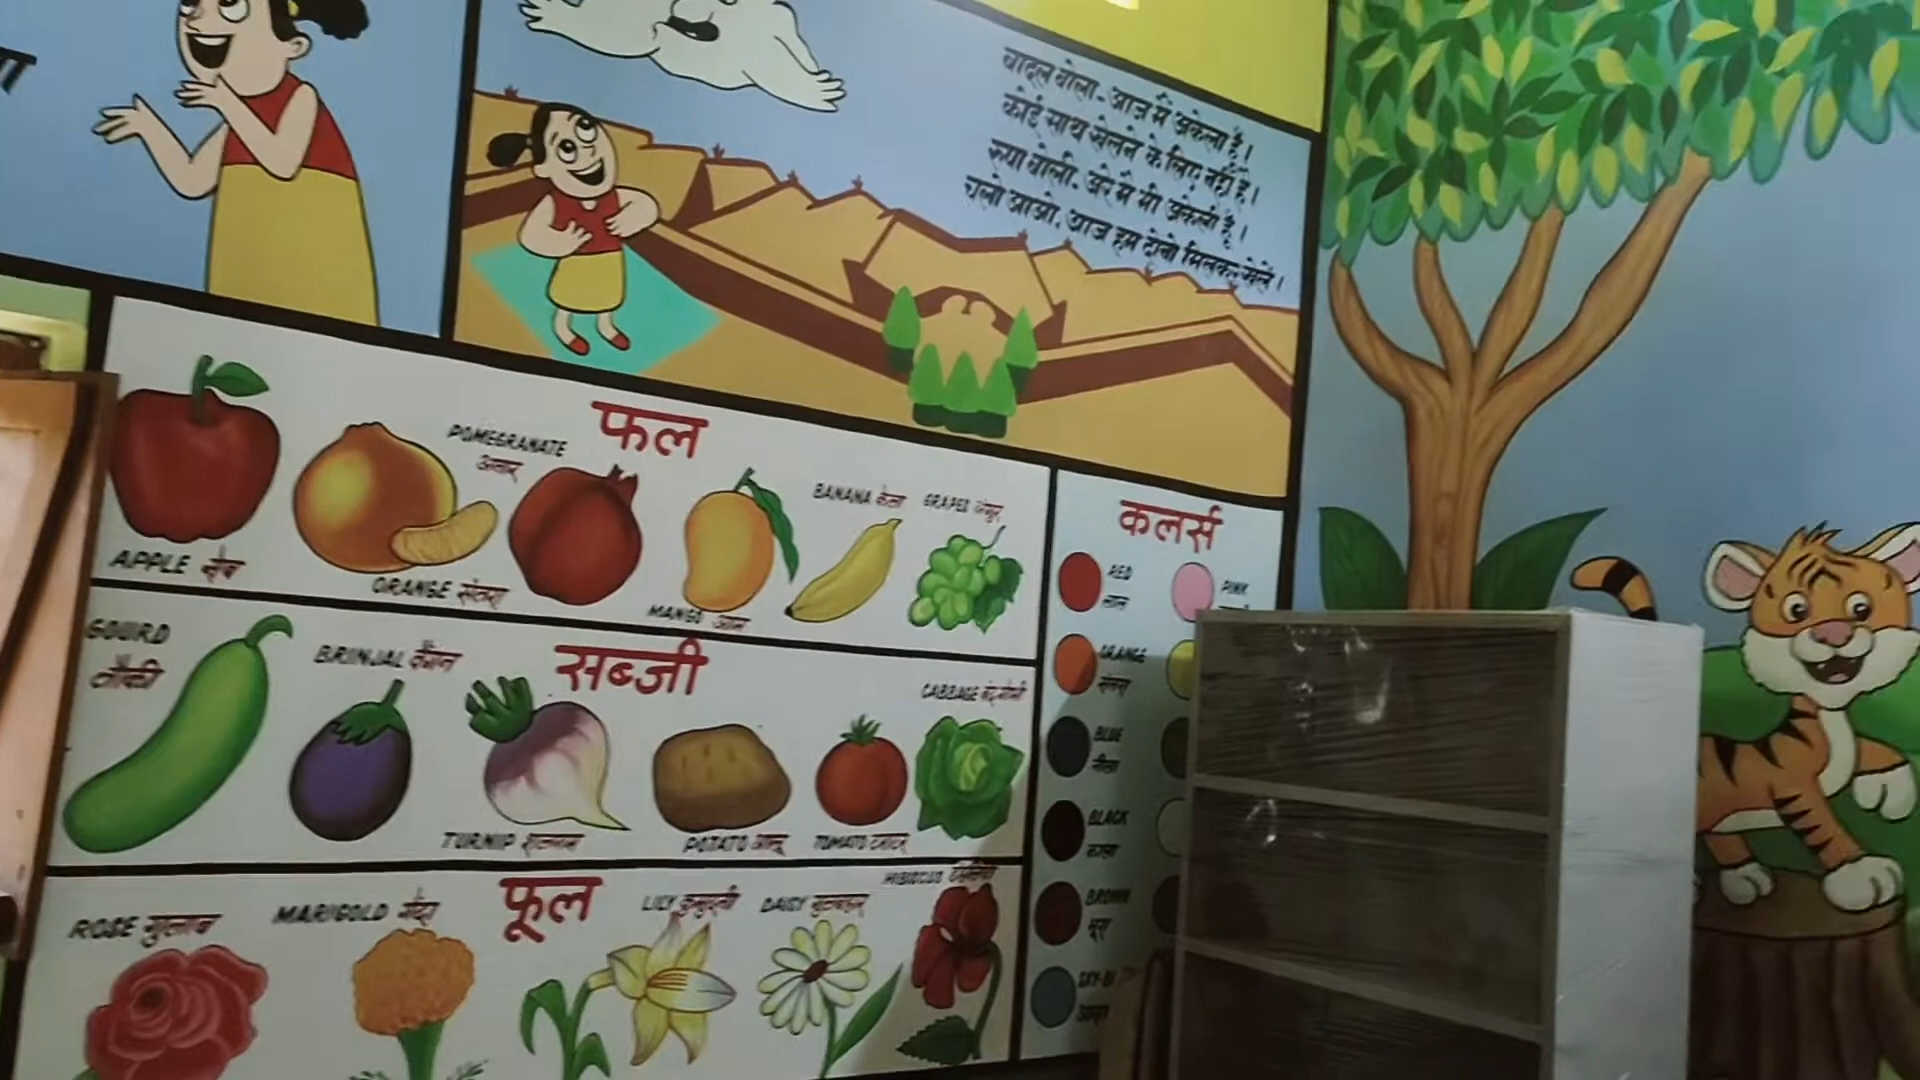 बादल बोला- आज मैं अकेला हूँ।
कोई साथ खेलने के लिए नहीं है।
रूपा बोली- अरे मैं भी अकेली हूँ।
चलो आओ, आज हम दोनों मिलकर खेलें।
फल
APPLE सेब
ORANGE संतरा
POMEGRANATE
अनार
MANGO आम
BANANA केला
GRAPES अंगूर
सब्जी
GOURD
लौकी
BRINJAL बैंगन
TURNIP शलजम
POTATO आलू
TOMATO टमाटर
CABBAGE बंदगोभी
फूल
ROSE गुलाब
MARIGOLD गेंदा
LILY कुमुदनी
DAISY गुलबहार
HIBISCUS
कलर्स
RED
लाल
PINK
ORANGE
संतरा
BLUE
नीला
BLACK
काला
BROWN
भूरा